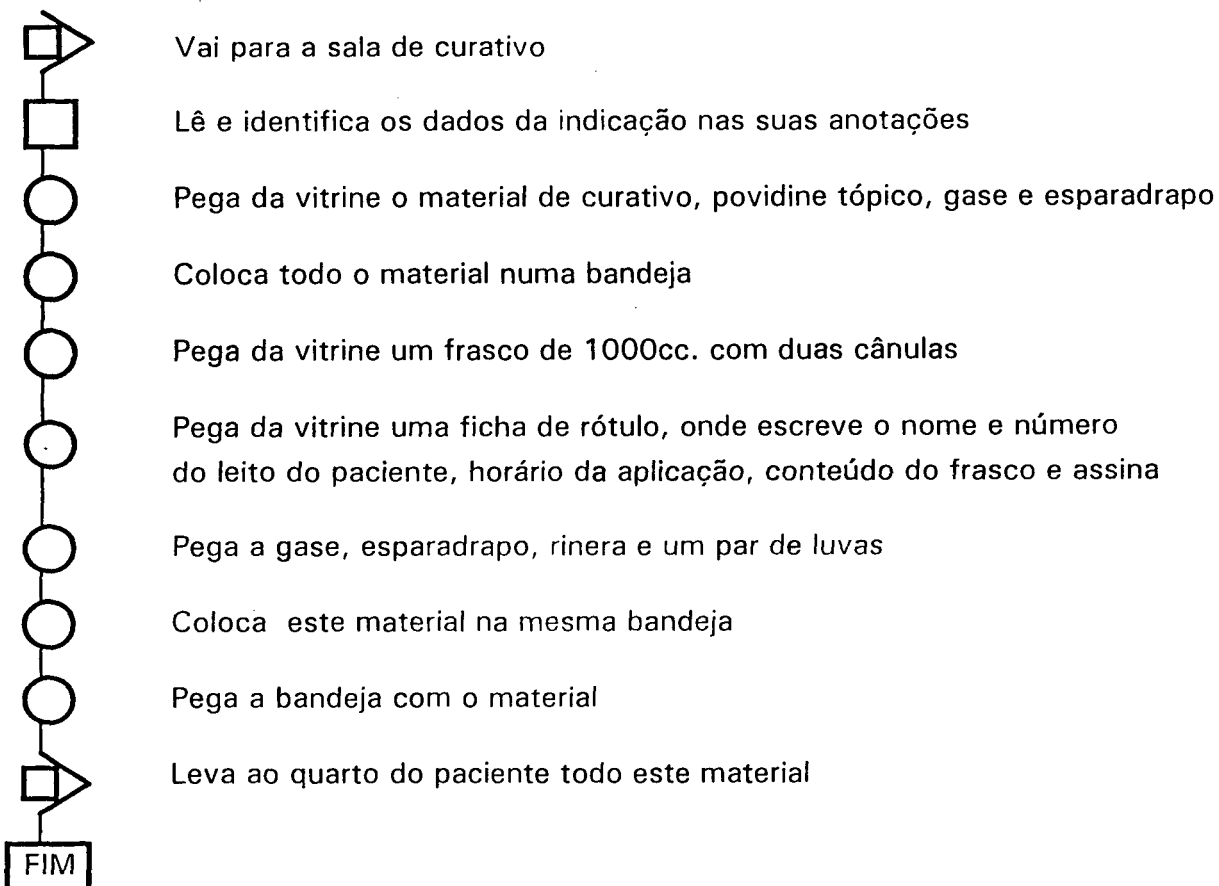 Vai para a sala de curativo
Lê e identifica os dados da indicação nas suas anotações
Pega da vitrine o material de curativo, povidine tópico, gase e esparadrapo
Coloca todo o material numa bandeja
Pega da vitrine um frasco de 1000cc. com duas cânulas
Pega da vitrine uma ficha de rótulo, onde escreve o nome e número
do leito do paciente, horário da aplicação, conteúdo do frasco e assina
Pega a gase, esparadrapo, rinera e um par de luvas
Coloca este material na mesma bandeja
Pega a bandeja com o material
Leva ao quarto do paciente todo este material
FIM